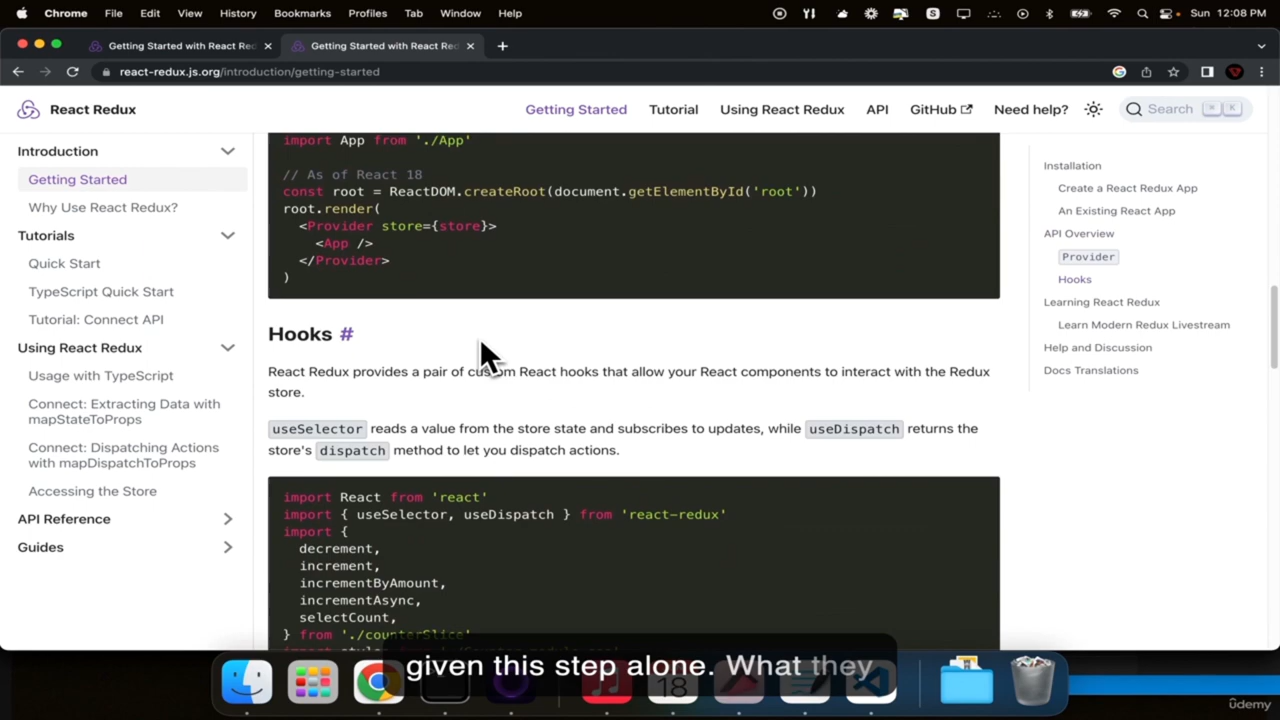 Chrome File Edit View History Bookmarks Profiles Tab Window Help Sun 12:08 PM
Getting Started with React Rec Getting Started with React Rec
react-redux.js.org/introduction/getting-started
React Redux Getting Started Tutorial Using React Redux API GitHub Need help? Search ⌘ K
Introduction
Getting Started
Why Use React Redux?
Tutorials
Quick Start
TypeScript Quick Start
Tutorial: Connect API
Using React Redux
Usage with TypeScript
Connect: Extracting Data with
mapStateToProps
Connect: Dispatching Actions
with mapDispatchToProps
Accessing the Store
API Reference
Guides
import App from './App'
// As of React 18
const root = ReactDOM.createRoot(document.getElementById('root'))
root.render(
<Provider store={store}>
<App />
</Provider>
)
Hooks #
React Redux provides a pair of custom React hooks that allow your React components to interact with the Redux
store.
useSelector reads a value from the store state and subscribes to updates, while useDispatch returns the
store's dispatch method to let you dispatch actions.
import React from 'react'
import { useSelector, useDispatch } from 'react-redux'
import {
decrement,
increment,
incrementByAmount,
incrementAsync,
selectCount,
} from './counterSlice'
Installation
Create a React Redux App
An Existing React App
API Overview
Provider
Hooks
Learning React Redux
Learn Modern Redux Livestream
Help and Discussion
Docs Translations
given this step alone. What they
18
ûdemy